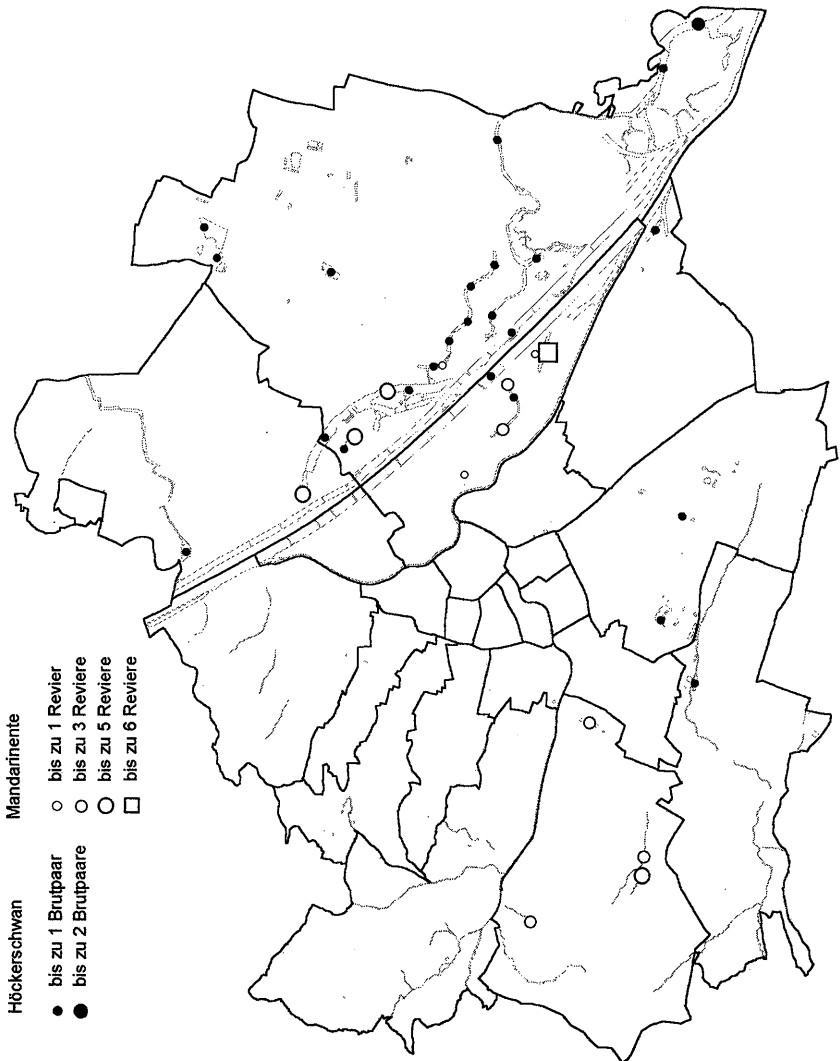 Höckerschwan
bis zu 1 Brutpaar
bis zu 2 Brutpaare
Mandarinente
bis zu 1 Revier
bis zu 3 Reviere
bis zu 5 Reviere
bis zu 6 Reviere